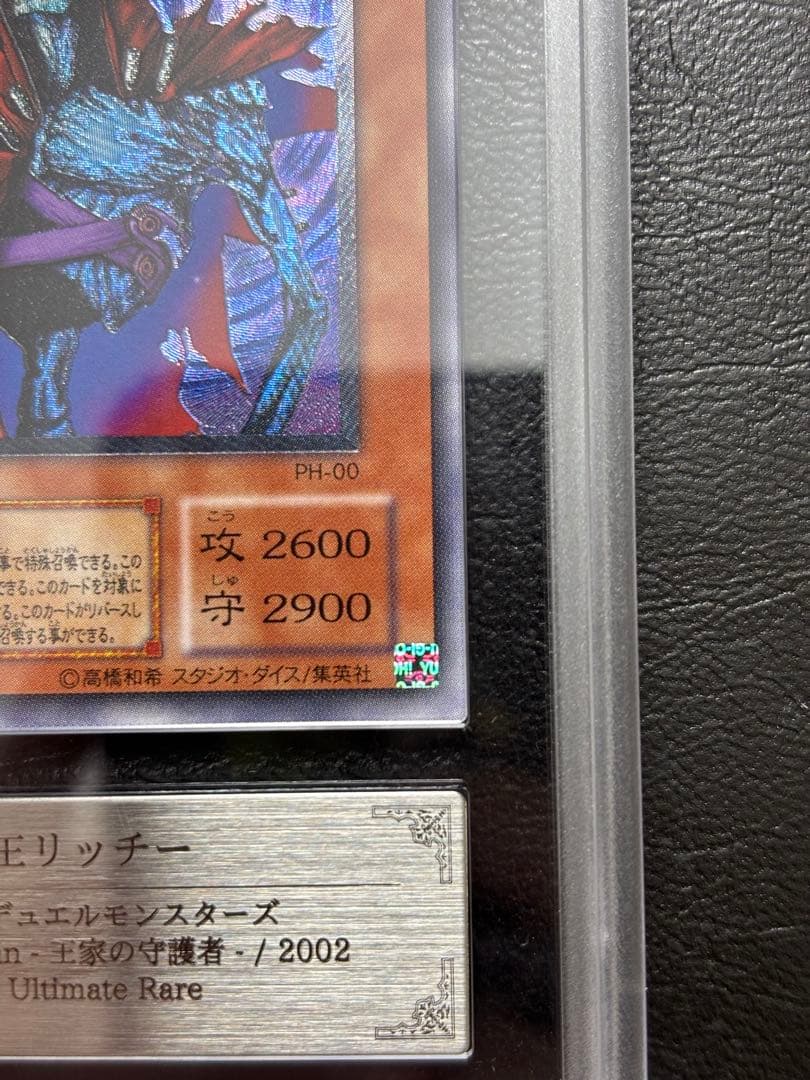 PH-00
こう
攻 2600
しゅ
守 2900
事で特殊召喚できる。この
できる。このカードを対象に
る。このカードがリバースし
召喚する事ができる。
©高橋和希 スタジオ・ダイス/集英社
王リッチー
デュエルモンスターズ
an - 王家の守護者 - / 2002
Ultimate Rare